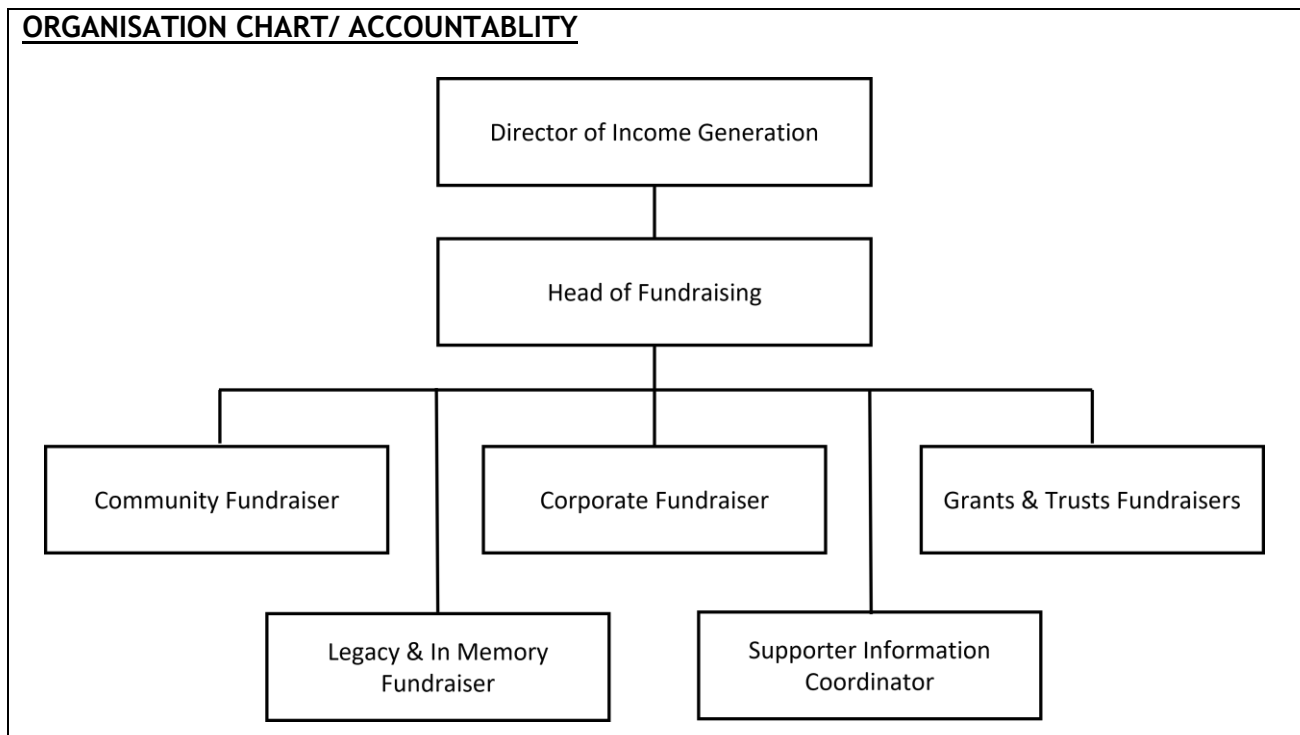 ORGANISATION CHART/ ACCOUNTABLITY
Director of Income Generation
Head of Fundraising
Community Fundraiser
Corporate Fundraiser
Grants & Trusts Fundraisers
Legacy & In Memory
Fundraiser
Supporter Information
Coordinator